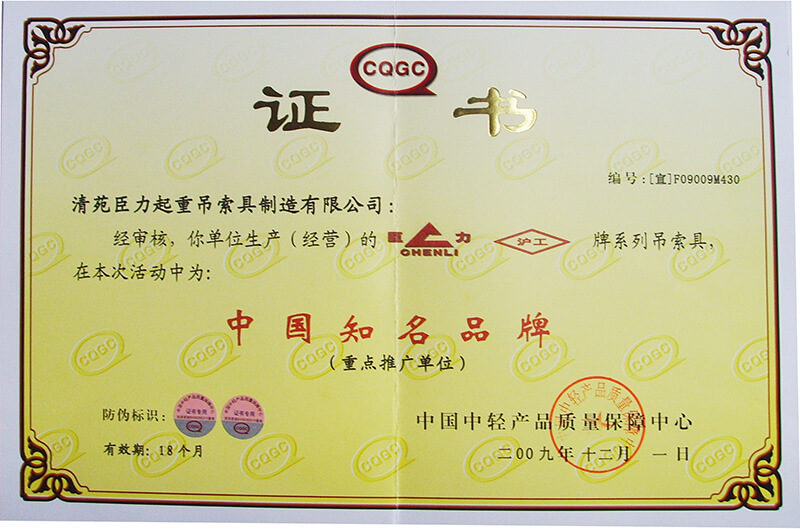 CQGC
证书
编号:[宣]F09009M430
清苑臣力起重吊索具制造有限公司:
经审核,你单位生产(经营)的 臣力 CHENLI 沪工 牌系列吊索具,
在本次活动中为:
中国知名品牌
(重点推广单位)
防伪标识: 证书专用 CQGC 证书专用 CQGC
中国中轻产品质量保障中心
有效期:18个月
二00九年十二月一日